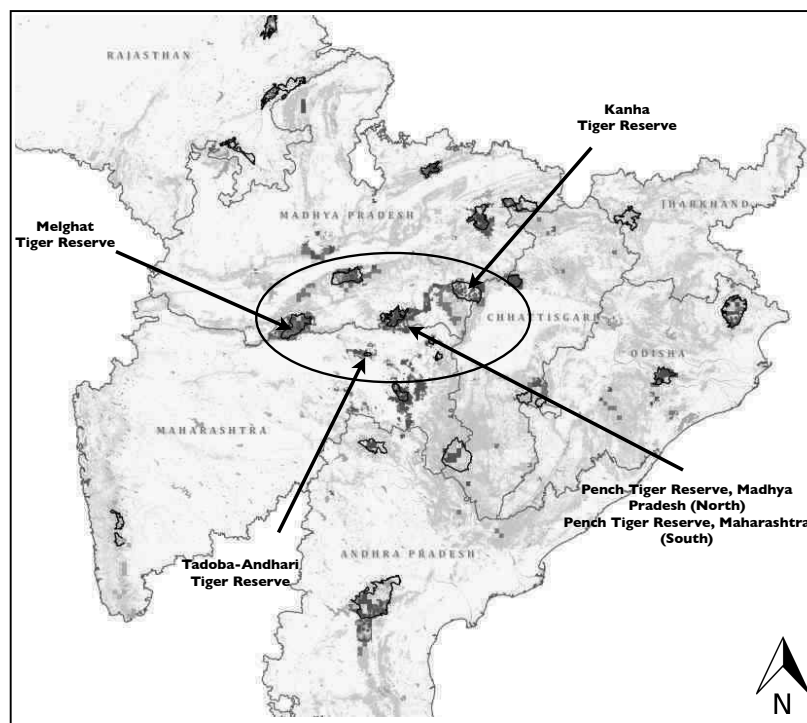 RAJASTHAN
Kanha
Tiger Reserve
JHARKHAND
MADHYA PRADESH
Melghat
Tiger Reserve
CHHATTISGARH
ODISHA
MAHARASHTRA
Pench Tiger Reserve, Madhya
Pradesh (North)
Pench Tiger Reserve, Maharashtra
(South)
ANDHRA PRADESH
Tadoba-Andhari
Tiger Reserve
N